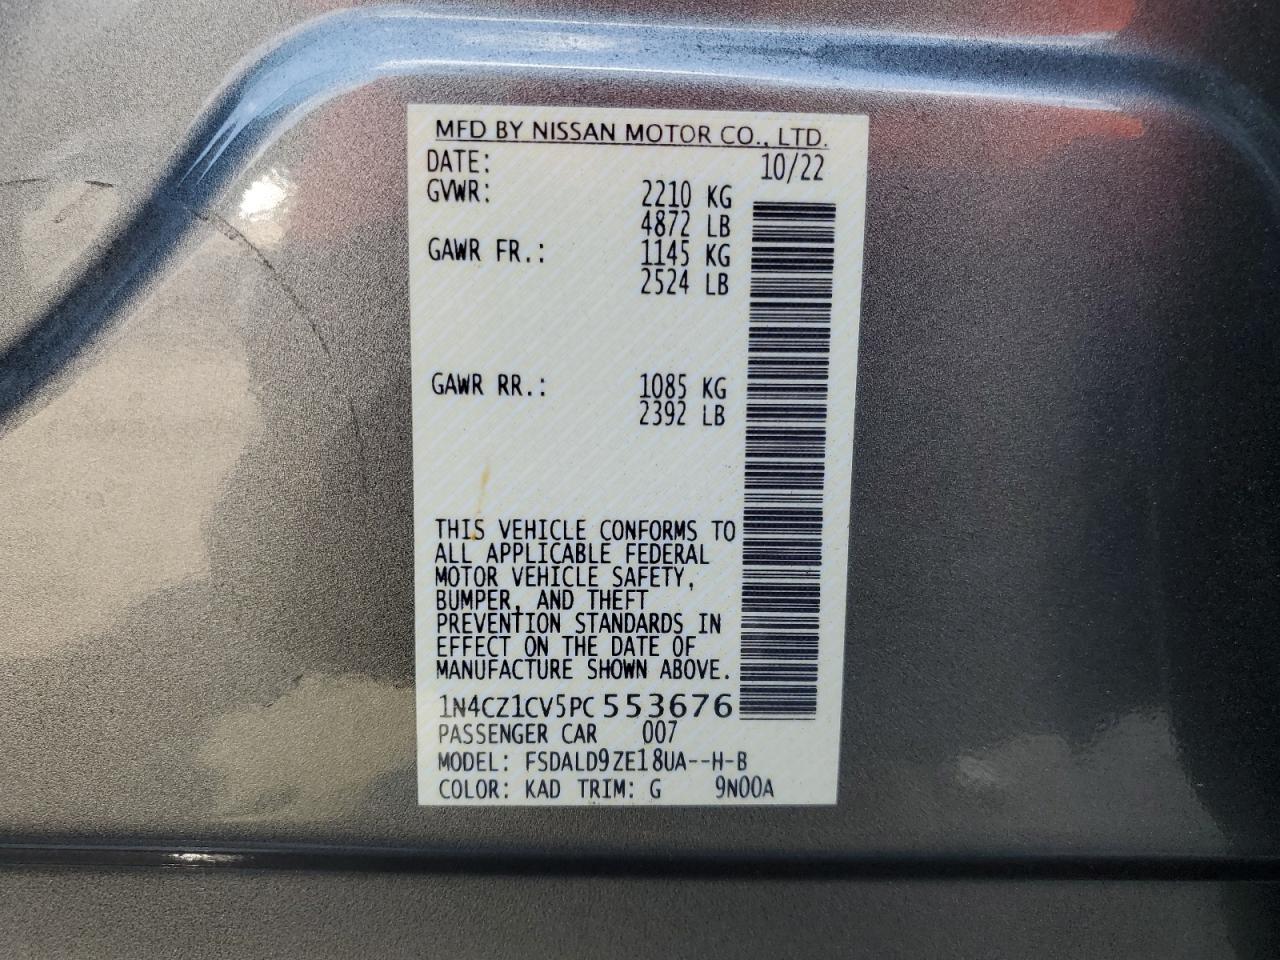 MFD BY NISSAN MOTOR CO., LTD.
DATE: 10/22
GVWR: 2210 KG
4872 LB
GAWR FR.: 1145 KG
2524 LB
GAWR RR.: 1085 KG
2392 LB
THIS VEHICLE CONFORMS TO
ALL APPLICABLE FEDERAL
MOTOR VEHICLE SAFETY,
BUMPER, AND THEFT
PREVENTION STANDARDS IN
EFFECT ON THE DATE OF
MANUFACTURE SHOWN ABOVE.
1N4CZ1CV5PC553676
PASSENGER CAR 007
MODEL: FSDALD9ZE18UA--H-B
COLOR: KAD TRIM: G 9N00A